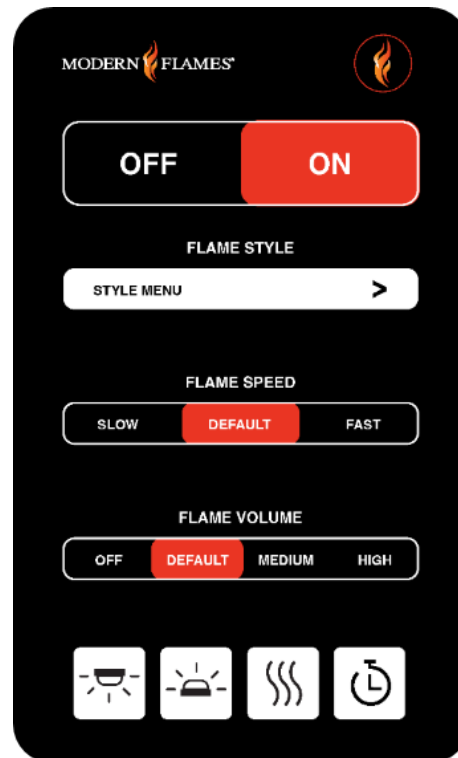 MODERN FLAMES®
OFF ON
FLAME STYLE
STYLE MENU >
FLAME SPEED
SLOW DEFAULT FAST
FLAME VOLUME
OFF DEFAULT MEDIUM HIGH